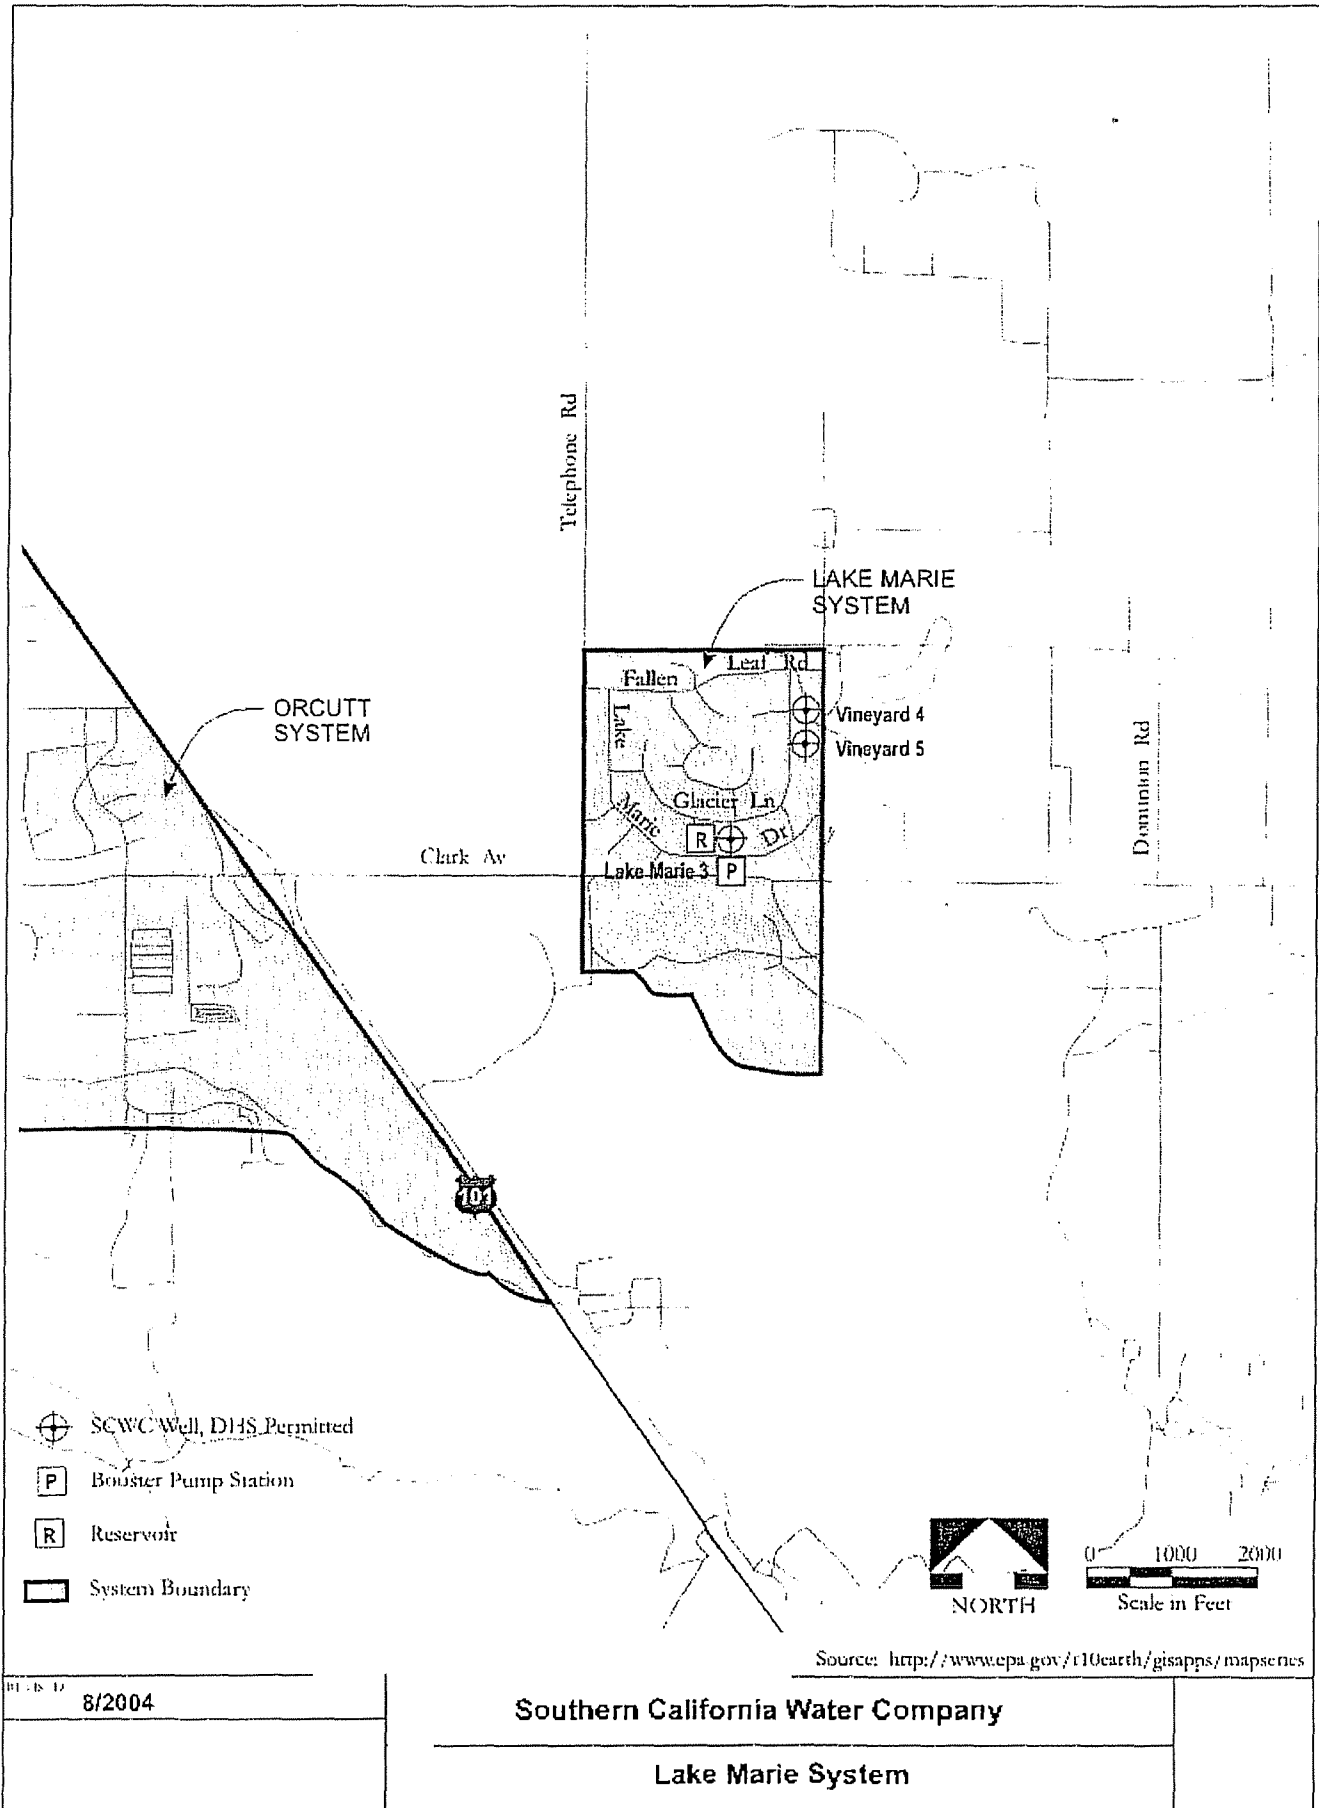 Telephone Rd
LAKE MARIE
SYSTEM
Leaf Rd
Fallen
ORCUTT
SYSTEM
Lake
Vineyard 4
Vineyard 5
Dominion Rd
Glacier Ln
Marie
R
Dr
Clark Av
Lake Marie 3
P
101
SCWC Well, DHS Permitted
P
Booster Pump Station
R
Reservoir
System Boundary
NORTH
0 1000 2000
Scale in Feet
Source: http://www.epa.gov/r10earth/gisapps/mapseries
8/2004
Southern California Water Company
Lake Marie System